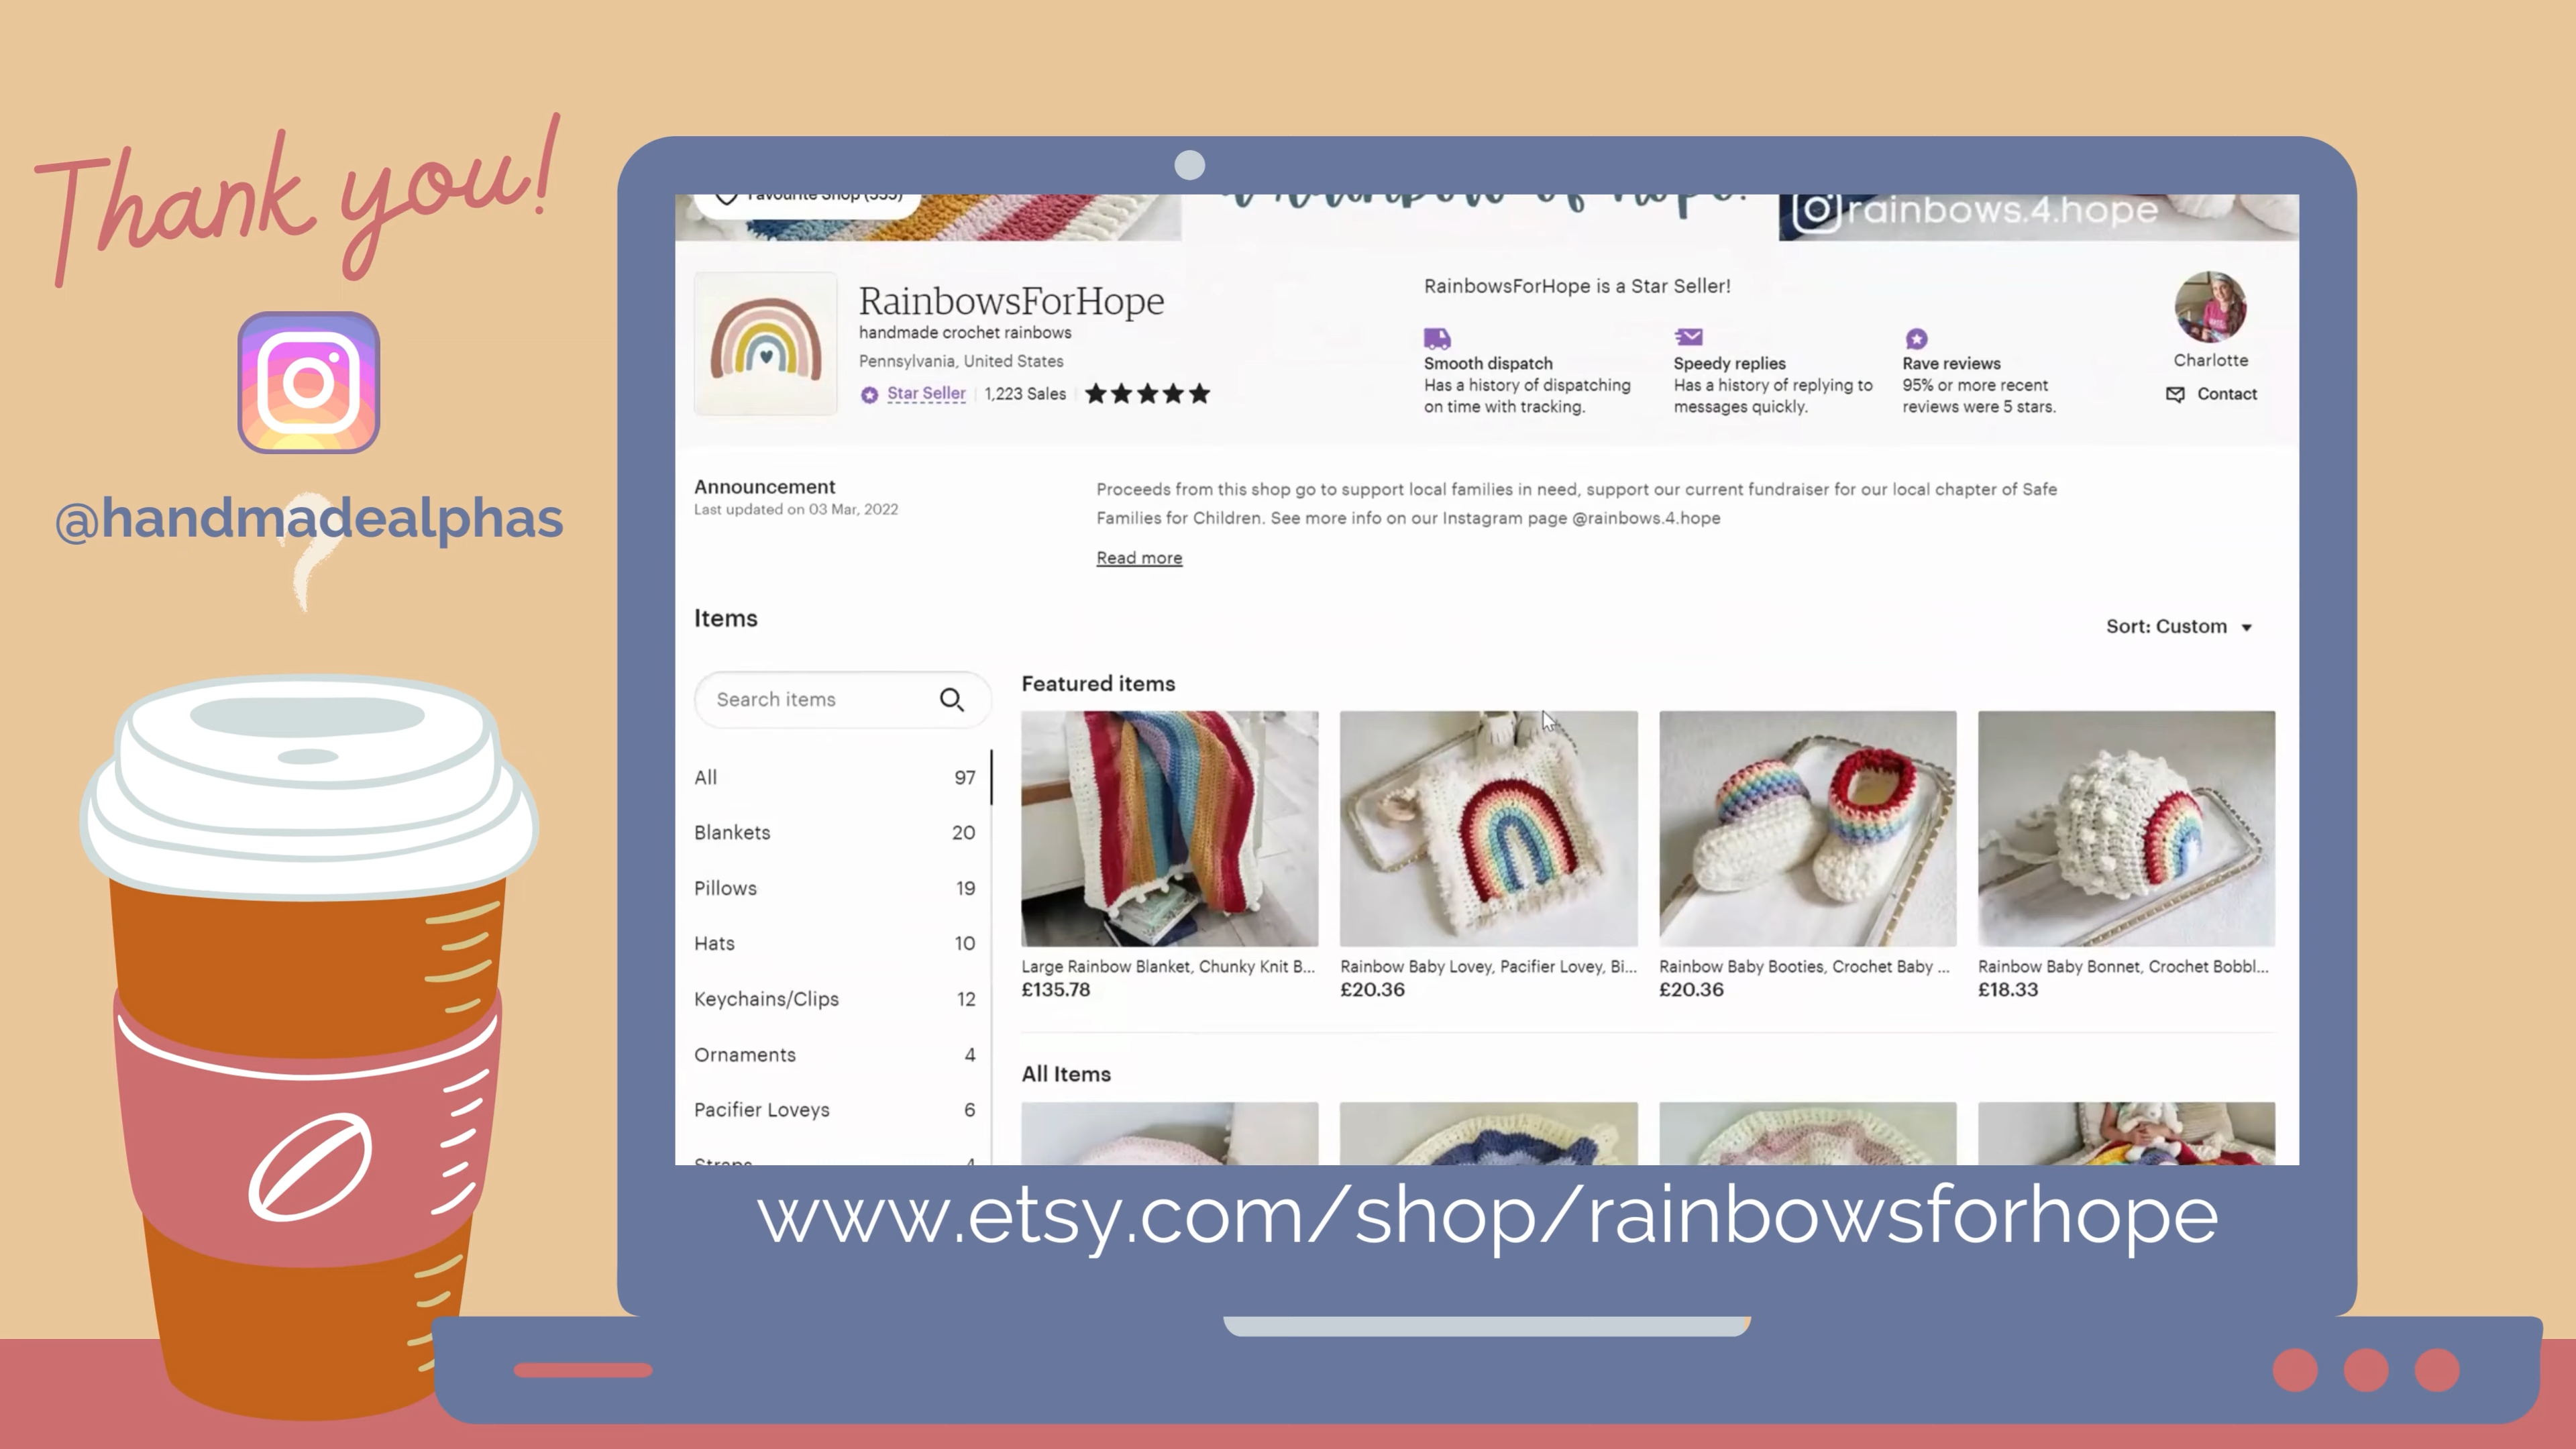 Thank you!
@handmadealphas
Favourite Shop
a rainbow of hope.
rainbows.4.hope
RainbowsForHope
handmade crochet rainbows
Pennsylvania, United States
Star Seller 1,223 Sales
RainbowsForHope is a Star Seller!
Smooth dispatch
Has a history of dispatching
on time with tracking.
Speedy replies
Has a history of replying to
messages quickly.
Rave reviews
95% or more recent
reviews were 5 stars.
Charlotte
Contact
Announcement
Last updated on 03 Mar, 2022
Proceeds from this shop go to support local families in need, support our current fundraiser for our local chapter of Safe
Families for Children. See more info on our Instagram page @rainbows.4.hope
Read more
Items
Sort: Custom
Search items
All 97
Blankets 20
Pillows 19
Hats 10
Keychains/Clips 12
Ornaments 4
Pacifier Loveys 6
Straps 4
Featured items
Large Rainbow Blanket, Chunky Knit B...
£135.78
Rainbow Baby Lovey, Pacifier Lovey, Bi...
£20.36
Rainbow Baby Booties, Crochet Baby ...
£20.36
Rainbow Baby Bonnet, Crochet Bobbl...
£18.33
All Items
www.etsy.com/shop/rainbowsforhope